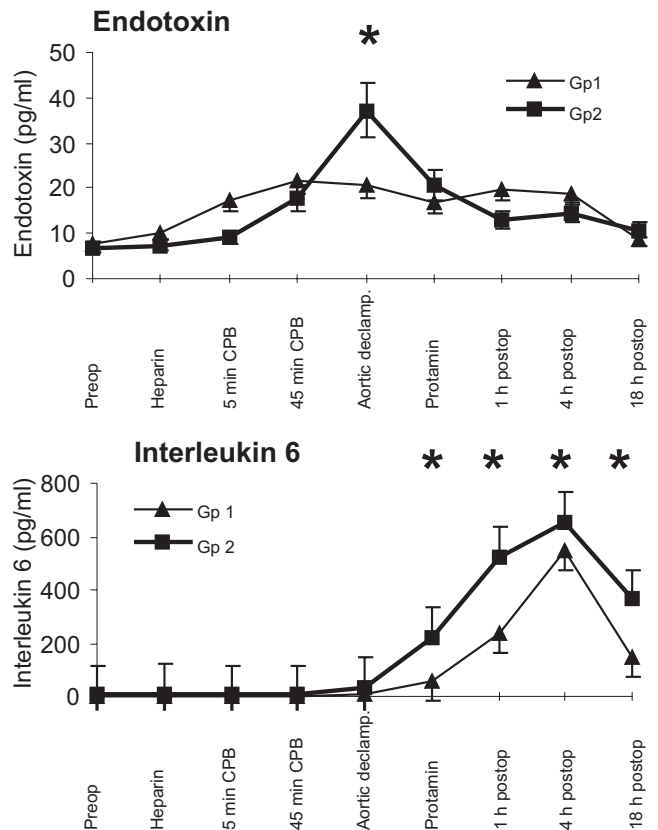 Endotoxin
*
50
40
30
20
10
0
Endotoxin (pg/ml)
Gp1
Gp2
Preop
Heparin
5 min CPB
45 min CPB
Aortic declamp.
Protamin
1 h postop
4 h postop
18 h postop
Interleukin 6
* * * *
800
600
400
200
0
Interleukin 6 (pg/ml)
Gp 1
Gp 2
Preop
Heparin
5 min CPB
45 min CPB
Aortic declamp.
Protamin
1 h postop
4 h postop
18 h postop